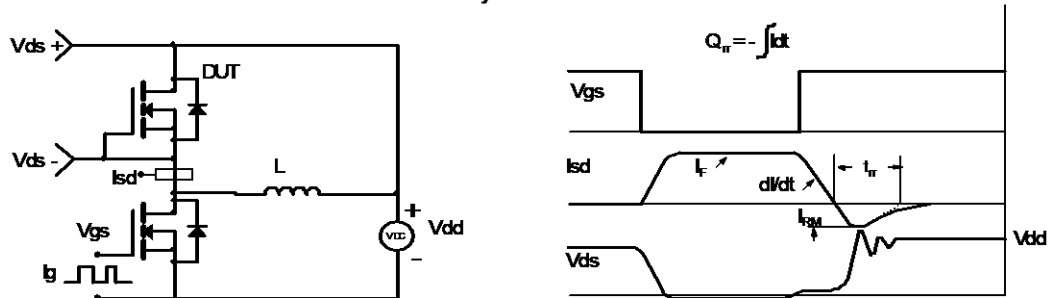 Vds +
DUT
Vds -
Isd
L
Vgs
Ig
+
VDC
-
Vdd
Qrr = - ∫Idt
Vgs
Isd
IF
dI/dt
trr
IRM
Vds
Vdd